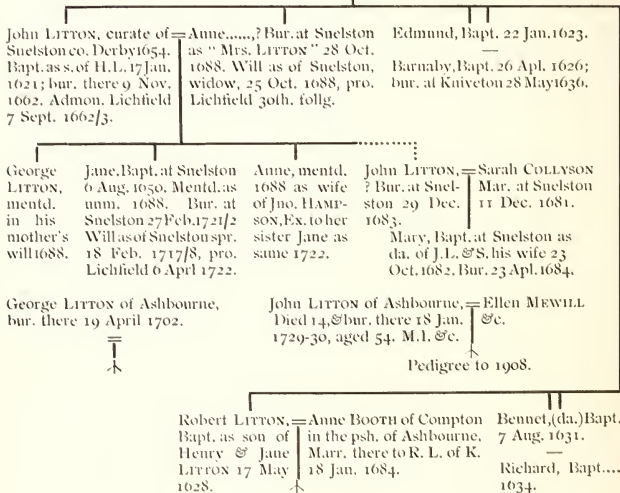 John LITTON, curate of
Snelston co. Derby 1654.
Bapt. as s. of H.L. 17 Jan.
1621; bur. there 9 Nov.
1662. Admon. Lichfield
7 Sept. 1662/3.
=Anne......,? Bur. at Snelston
as “ Mrs. LITTON ” 28 Oct.
1688. Will as of Snelston,
widow, 25 Oct. 1688, pro.
Lichfield 30th. follg.
Edmund, Bapt. 22 Jan. 1623.
—
Barnaby, Bapt. 26 Apl. 1626;
bur. at Kniveton 28 May 1636.
George
LITTON,
mentd.
in his
mother's
will 1688.
Jane. Bapt. at Snelston
6 Aug. 1650. Mentd. as
unm. 1688. Bur. at
Snelston 27 Feb. 1721/2
Will as of Snelston spr.
18 Feb. 1717/8, pro.
Lichfield 6 Aprl 1722.
Anne, mentd.
1688 as wife
of Jno. HAMP-
SON, Ex. to her
sister Jane as
same 1722.
John LITTON,
? Bur. at Snel-
ston 29 Dec.
1683.
=Sarah COLLYSON
Mar. at Snelston
11 Dec. 1681.
Mary, Bapt. at Snelston as
da. of J.L. & S. his wife 23
Oct. 1682. Bur. 23 Apl. 1684.
George LITTON of Ashbourne,
bur. there 19 April 1702.
=
John LITTON of Ashbourne,
Died 14, & bur. there 18 Jan.
1729-30, aged 54. M.I. &c.
=Ellen MEWILL
&c.
Pedigree to 1908.
Robert LITTON,
Bapt. as son of
Henry & Jane
LITTON 17 May
1628.
=Anne BOOTH of Compton
in the psh. of Ashbourne.
Marr. there to R. L. of K.
18 Jan. 1684.
Bennet, (da.) Bapt.
7 Aug. 1631.
—
Richard, Bapt....
1634.